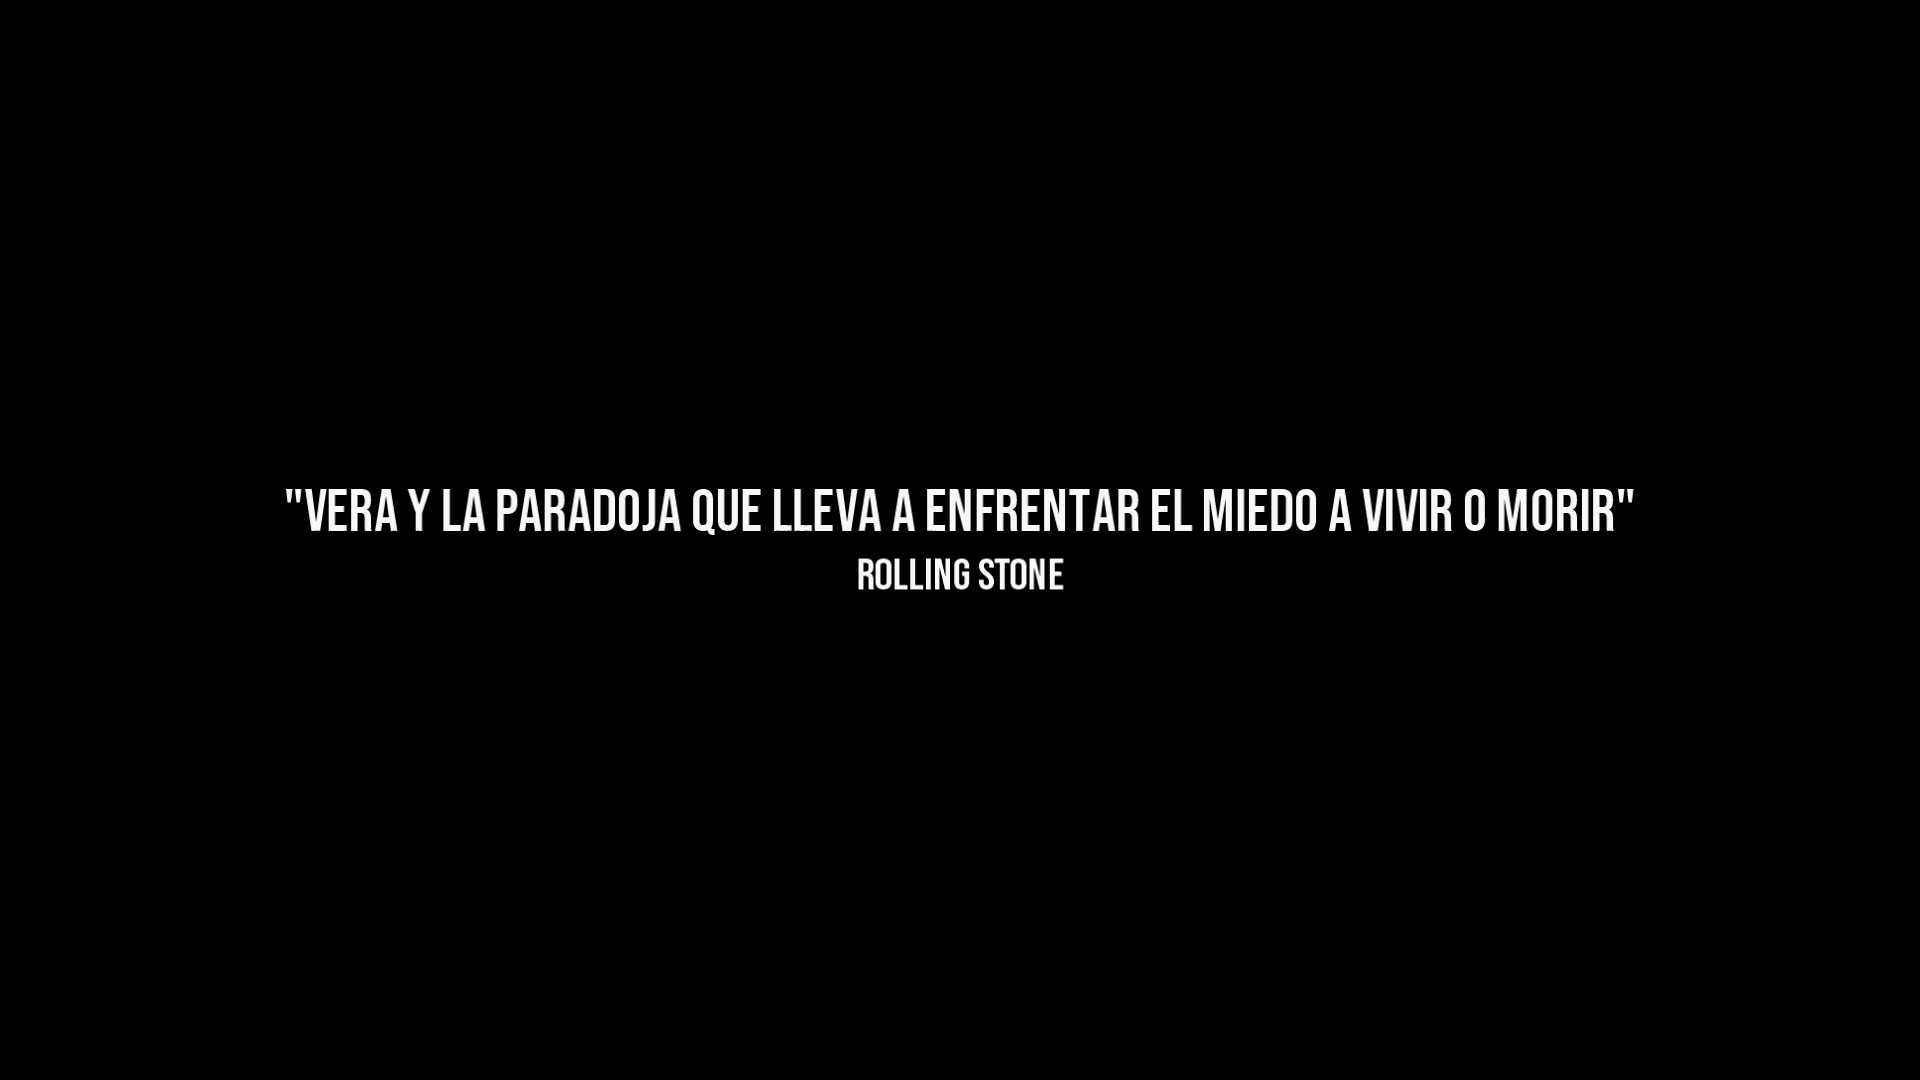 "VERA Y LA PARADOJA QUE LLEVA A ENFRENTAR EL MIEDO A VIVIR O MORIR"
ROLLING STONE